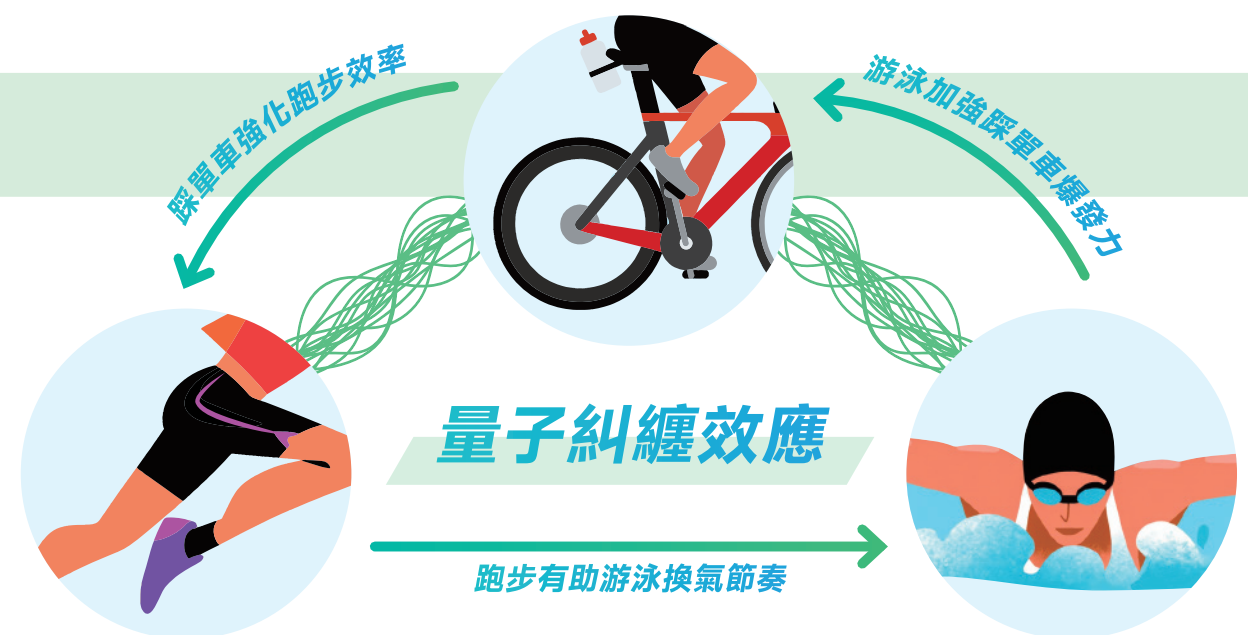 踩單車強化跑步效率
游泳加強踩單車爆發力
量子糾纏效應
跑步有助游泳換氣節奏